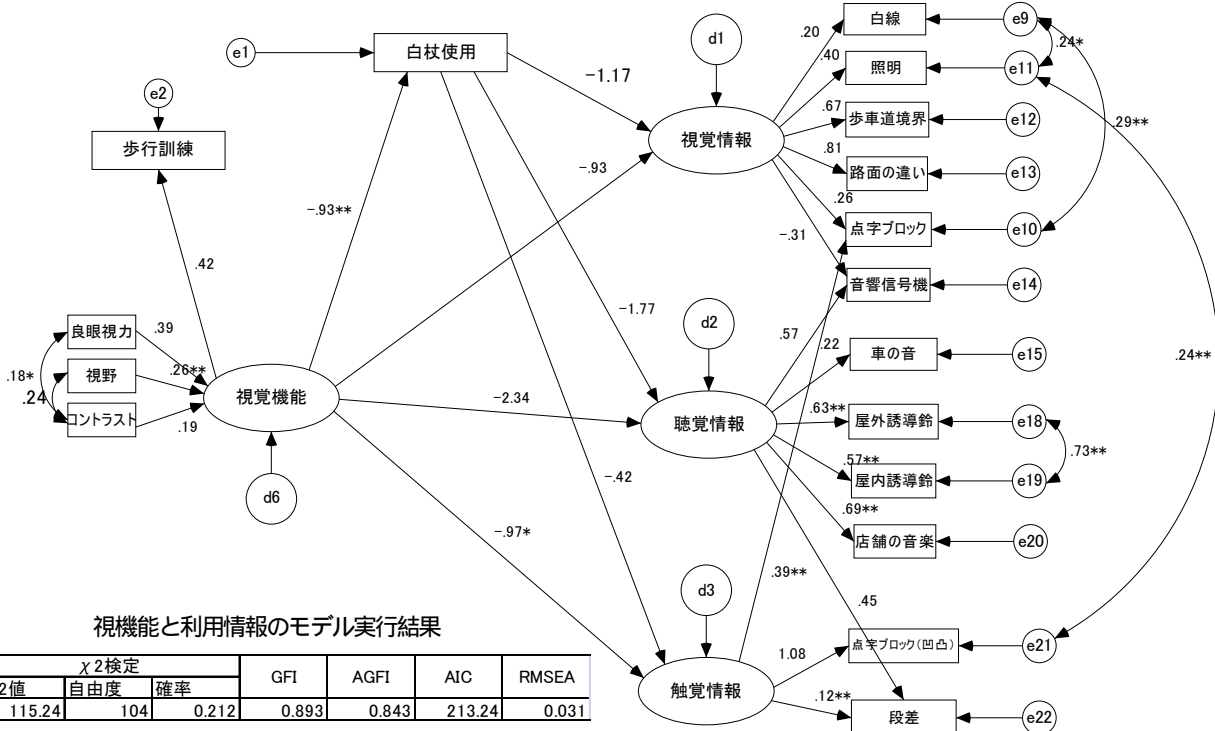 e1
白杖使用
d1
白線
e9
.20
.24*
-1.17
.40
照明
e11
e2
.67
歩車道境界
e12
歩行訓練
視覚情報
.29**
.81
路面の違い
e13
-.93
.26
-.93**
点字ブロック
e10
-.31
.42
音響信号機
e14
-1.77
d2
.57
良眼視力
.39
.22
車の音
e15
.24**
.18*
視野
.26**
.24
視覚機能
-2.34
コントラスト
.19
聴覚情報
.63**
屋外誘導鈴
e18
.73**
.57**
屋内誘導鈴
e19
-.42
d6
.69**
店舗の音楽
e20
-.97*
.39**
d3
.45
視機能と利用情報のモデル実行結果
1.08
点字ブロック(凹凸)
e21
触覚情報
.12**
段差
e22
χ2検定 GFI AGFI AIC RMSEA
2値 自由度 確率
115.24 104 0.212 0.893 0.843 213.24 0.031